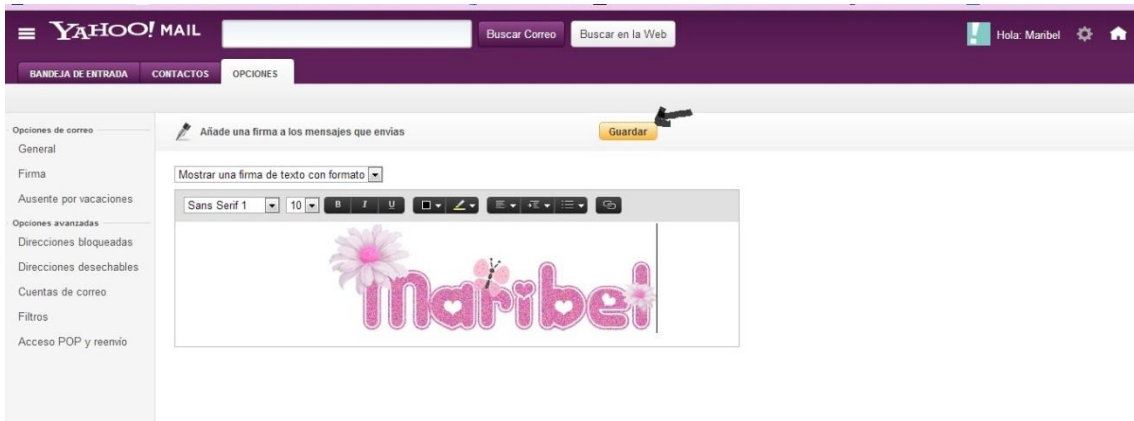 YAHOO! MAIL
Buscar Correo
Buscar en la Web
Hola: Maribel
BANDEJA DE ENTRADA
CONTACTOS
OPCIONES
Opciones de correo
General
Firma
Ausente por vacaciones
Opciones avanzadas
Direcciones bloqueadas
Direcciones desechables
Cuentas de correo
Filtros
Acceso POP y reenvío
Añade una firma a los mensajes que envias
Guardar
Mostrar una firma de texto con formato
Sans Serif 1
10
B
I
U
Maribel